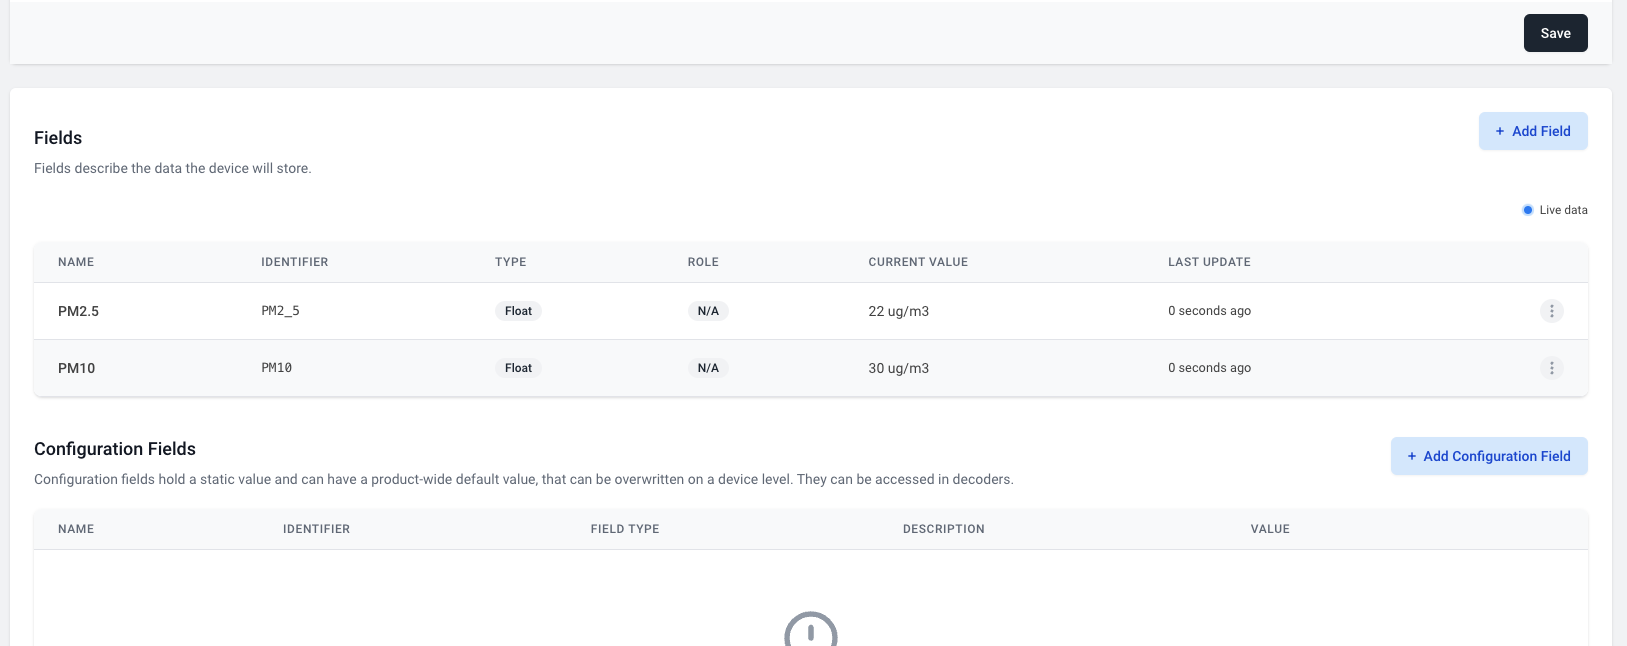 Save
Fields
+ Add Field
Fields describe the data the device will store.
Live data
NAME IDENTIFIER TYPE ROLE CURRENT VALUE LAST UPDATE
PM2.5 PM2_5 Float N/A 22 ug/m3 0 seconds ago
PM10 PM10 Float N/A 30 ug/m3 0 seconds ago
Configuration Fields
+ Add Configuration Field
Configuration fields hold a static value and can have a product-wide default value, that can be overwritten on a device level. They can be accessed in decoders.
NAME IDENTIFIER FIELD TYPE DESCRIPTION VALUE